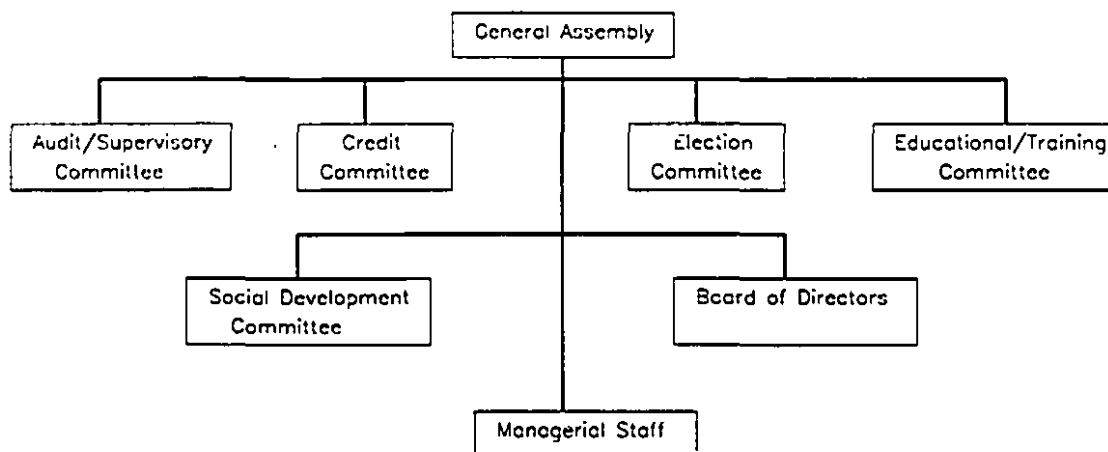 General Assembly
Audit/Supervisory
Committee
Credit
Committee
Election
Committee
Educational/Training
Committee
Social Development
Committee
Board of Directors
Managerial Staff